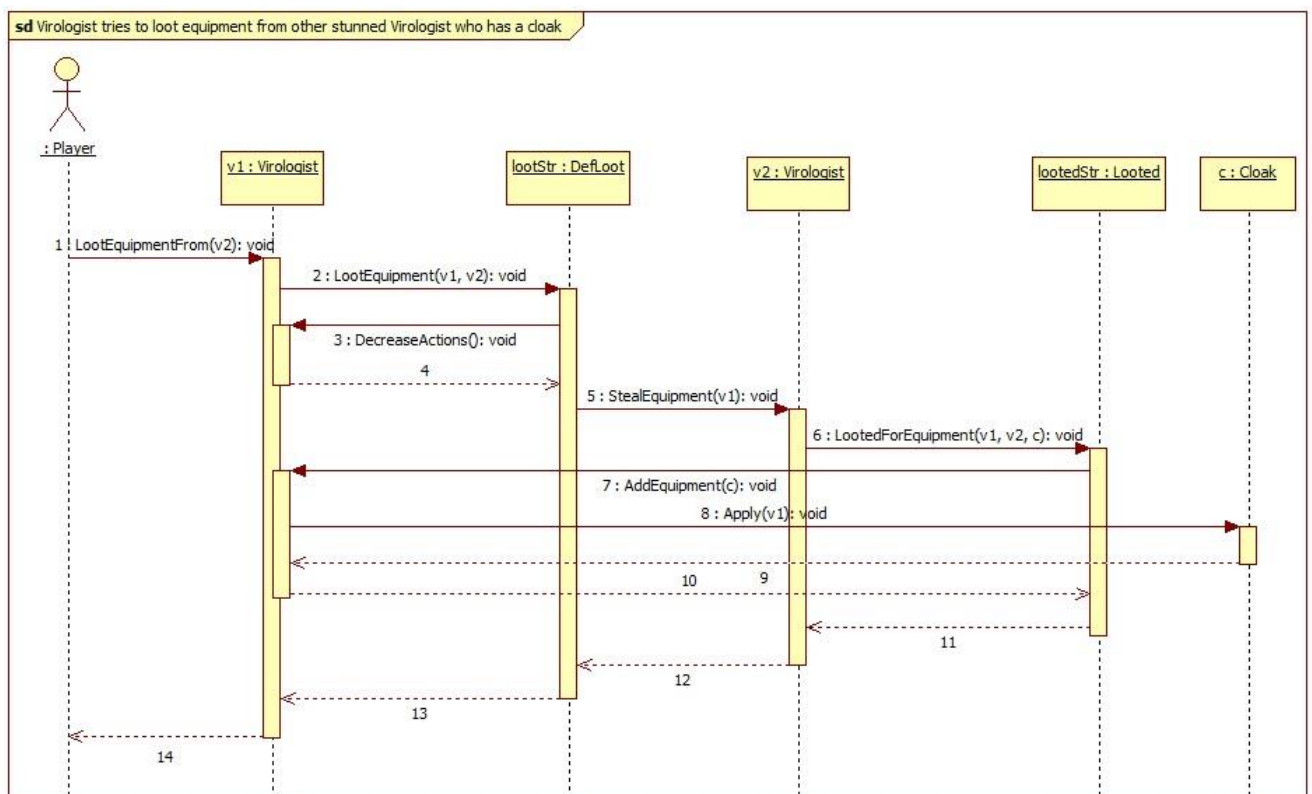 sd Virologist tries to loot equipment from other stunned Virologist who has a cloak
: Player
v1 : Virologist
lootStr : DefLoot
v2 : Virologist
lootedStr : Looted
c : Cloak
1 : LootEquipmentFrom(v2): void
2 : LootEquipment(v1, v2): void
3 : DecreaseActions(): void
4
5 : StealEquipment(v1): void
6 : LootedForEquipment(v1, v2, c): void
7 : AddEquipment(c): void
8 : Apply(v1): void
9
10
11
12
13
14